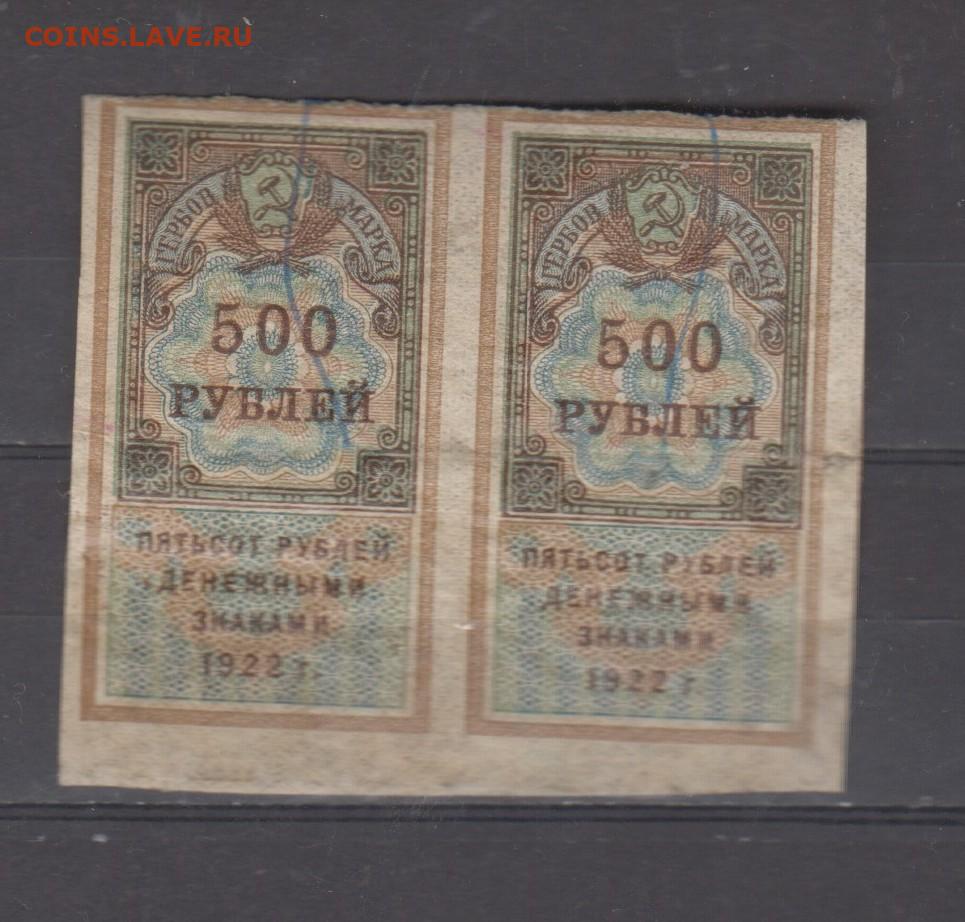 COINS.LAVE.RU
ГЕРБОВ МАРКА
500
РУБЛЕЙ
ПЯТЬСОТ РУБЛЕЙ
ДЕНЕЖНЫМИ
ЗНАКАМИ
1922 г.
ГЕРБОВ МАРКА
500
РУБЛЕЙ
ПЯТЬСОТ РУБЛЕЙ
ДЕНЕЖНЫМИ
ЗНАКАМИ
1922 г